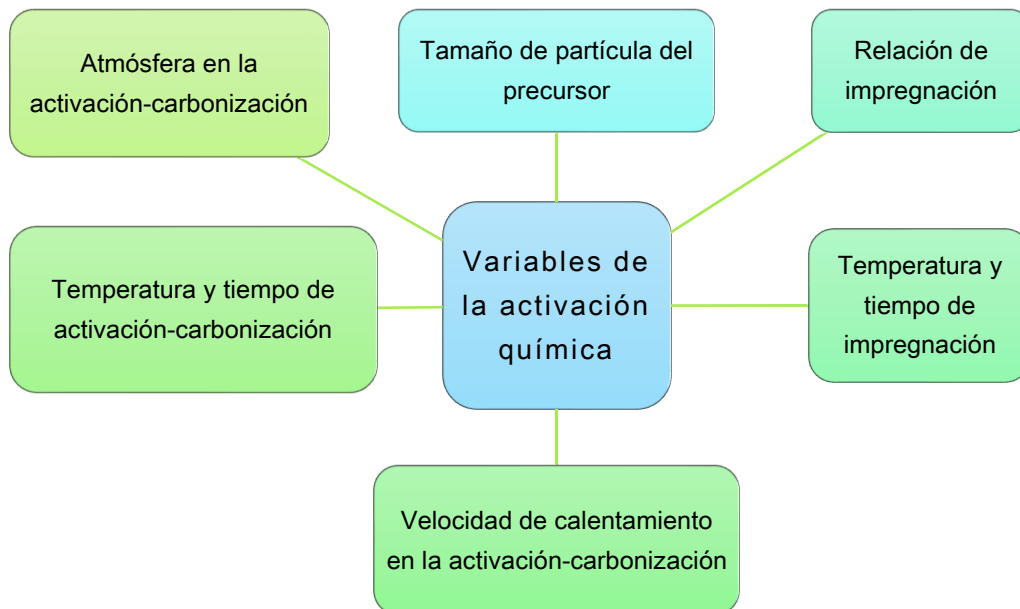 Atmósfera en la
activación-carbonización
Tamaño de partícula del
precursor
Relación de
impregnación
Variables de
la activación
química
Temperatura y tiempo de
activación-carbonización
Temperatura y
tiempo de
impregnación
Velocidad de calentamiento
en la activación-carbonización